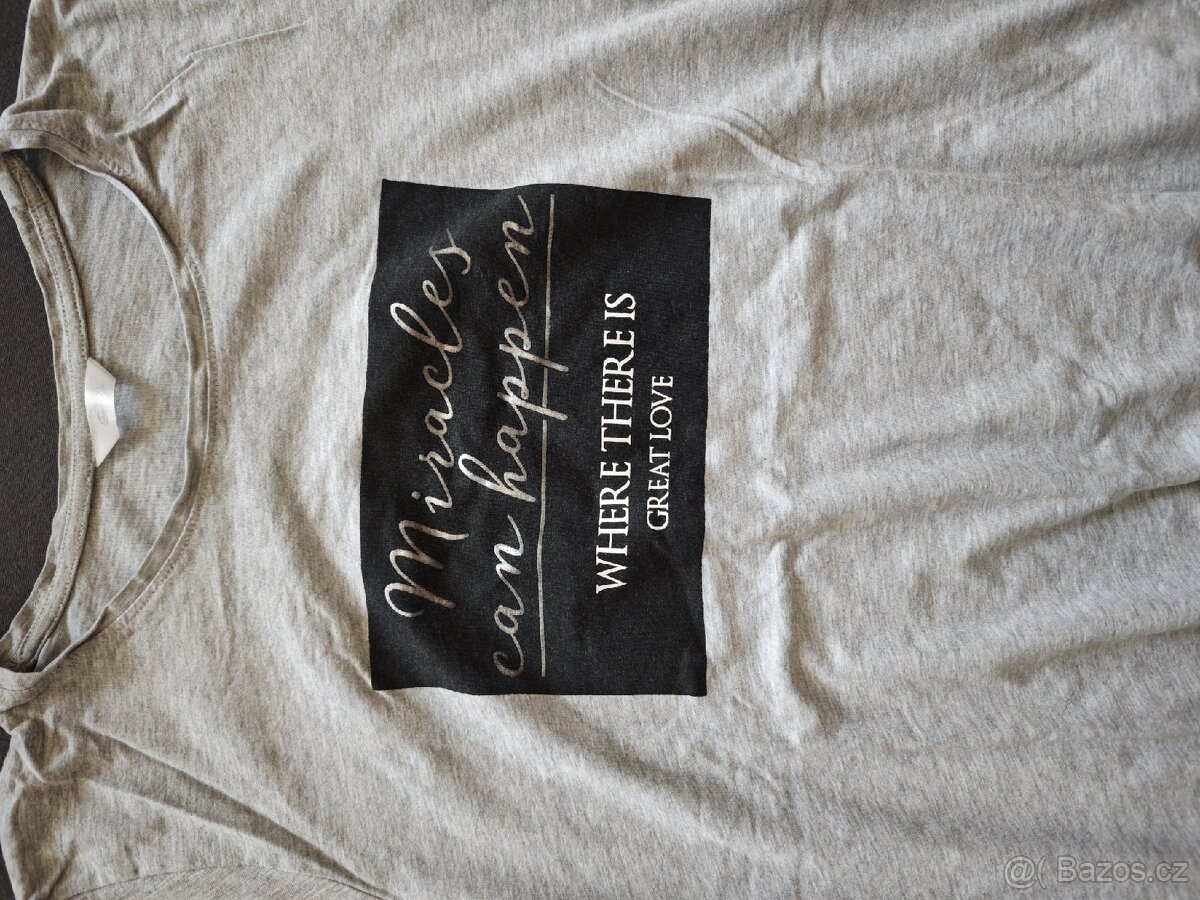 Miracles
can happen
WHERE THERE IS
GREAT LOVE
@( Bazos.cz